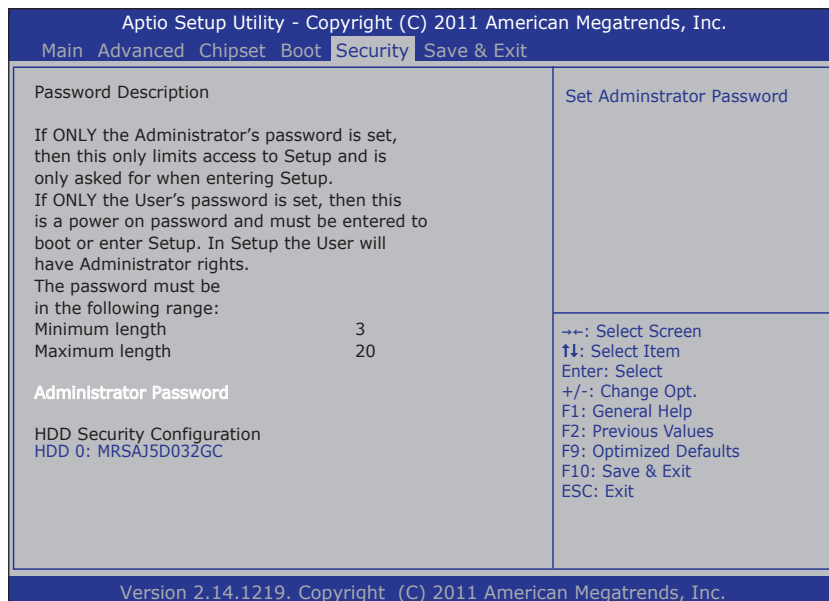 Aptio Setup Utility - Copyright (C) 2011 American Megatrends, Inc.
Main Advanced Chipset Boot Security Save & Exit
Password Description
If ONLY the Administrator's password is set,
then this only limits access to Setup and is
only asked for when entering Setup.
If ONLY the User's password is set, then this
is a power on password and must be entered to
boot or enter Setup. In Setup the User will
have Administrator rights.
The password must be
in the following range:
Minimum length 3
Maximum length 20
Administrator Password
HDD Security Configuration
HDD 0: MRSAJ5D032GC
Set Adminstrator Password
→←: Select Screen
↑↓: Select Item
Enter: Select
+/-: Change Opt.
F1: General Help
F2: Previous Values
F9: Optimized Defaults
F10: Save & Exit
ESC: Exit
Version 2.14.1219. Copyright (C) 2011 American Megatrends, Inc.